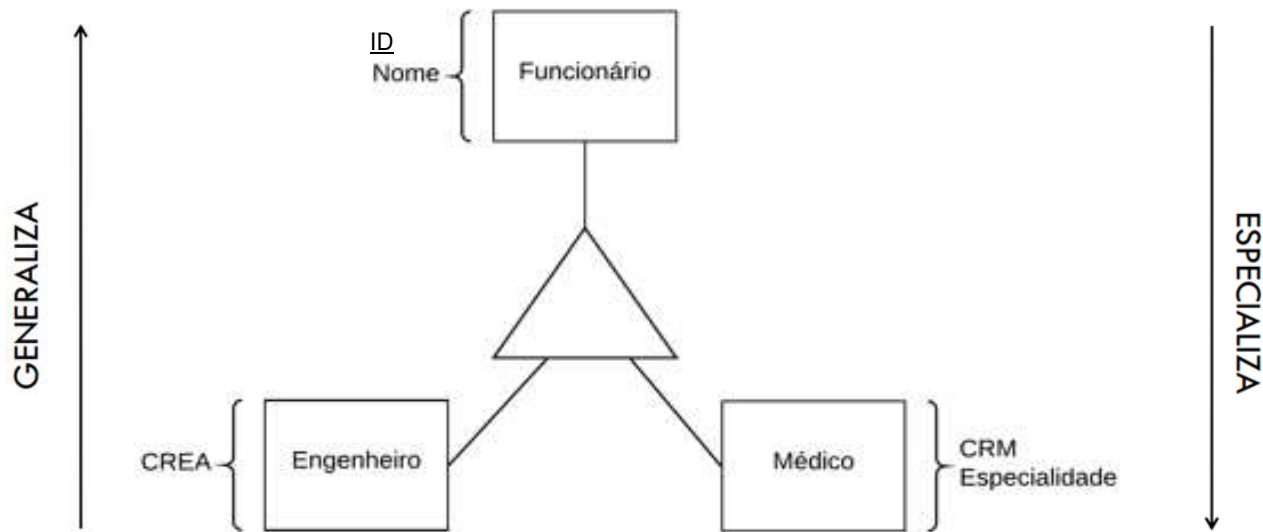 ID
Nome
Funcionário
GENERALIZA
ESPECIALIZA
CREA
Engenheiro
Médico
CRM
Especialidade